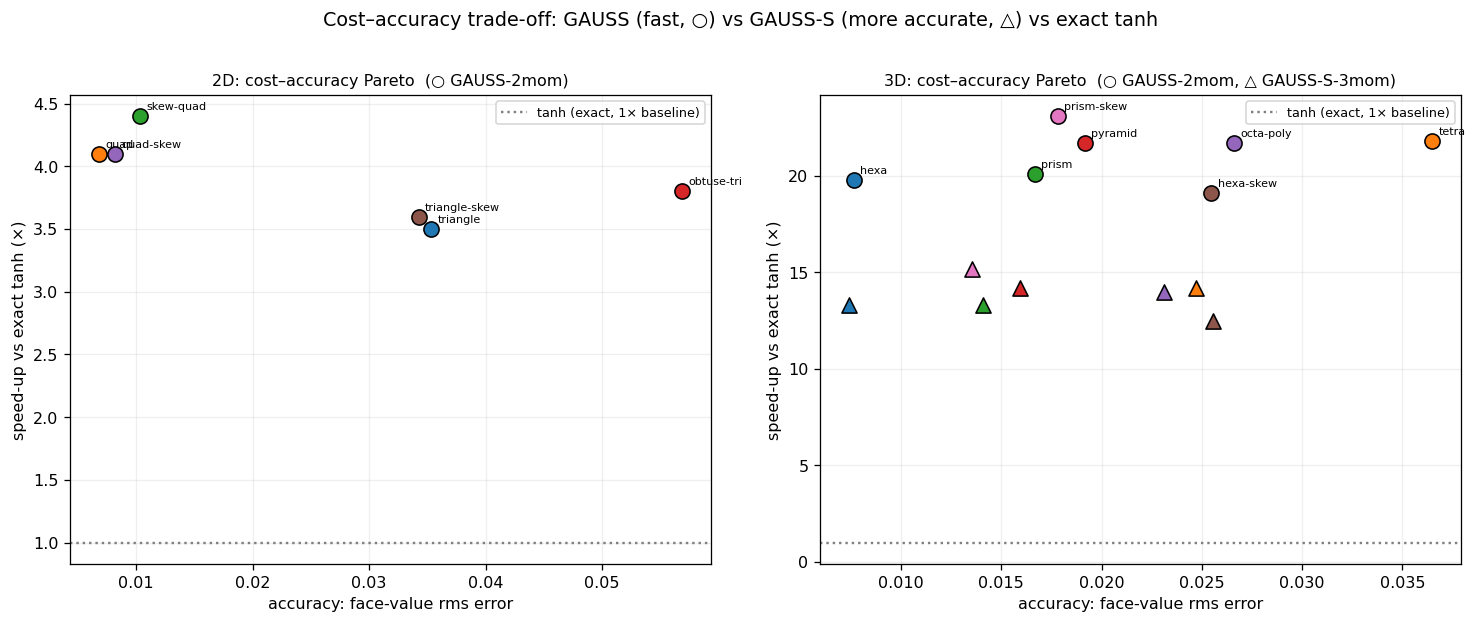 Cost–accuracy trade-off: GAUSS (fast, ○) vs GAUSS-S (more accurate, △) vs exact tanh
2D: cost–accuracy Pareto (○ GAUSS-2mom)
speed-up vs exact tanh (×)
4.5
4.0
3.5
3.0
2.5
2.0
1.5
1.0
tanh (exact, 1× baseline)
skew-quad
quad
quad-skew
obtuse-tri
triangle-skew
triangle
0.01 0.02 0.03 0.04 0.05
accuracy: face-value rms error
3D: cost–accuracy Pareto (○ GAUSS-2mom, △ GAUSS-S-3mom)
speed-up vs exact tanh (×)
20
15
10
5
0
tanh (exact, 1× baseline)
prism-skew
pyramid
octa-poly
tetra
prism
hexa
hexa-skew
0.010 0.015 0.020 0.025 0.030 0.035
accuracy: face-value rms error